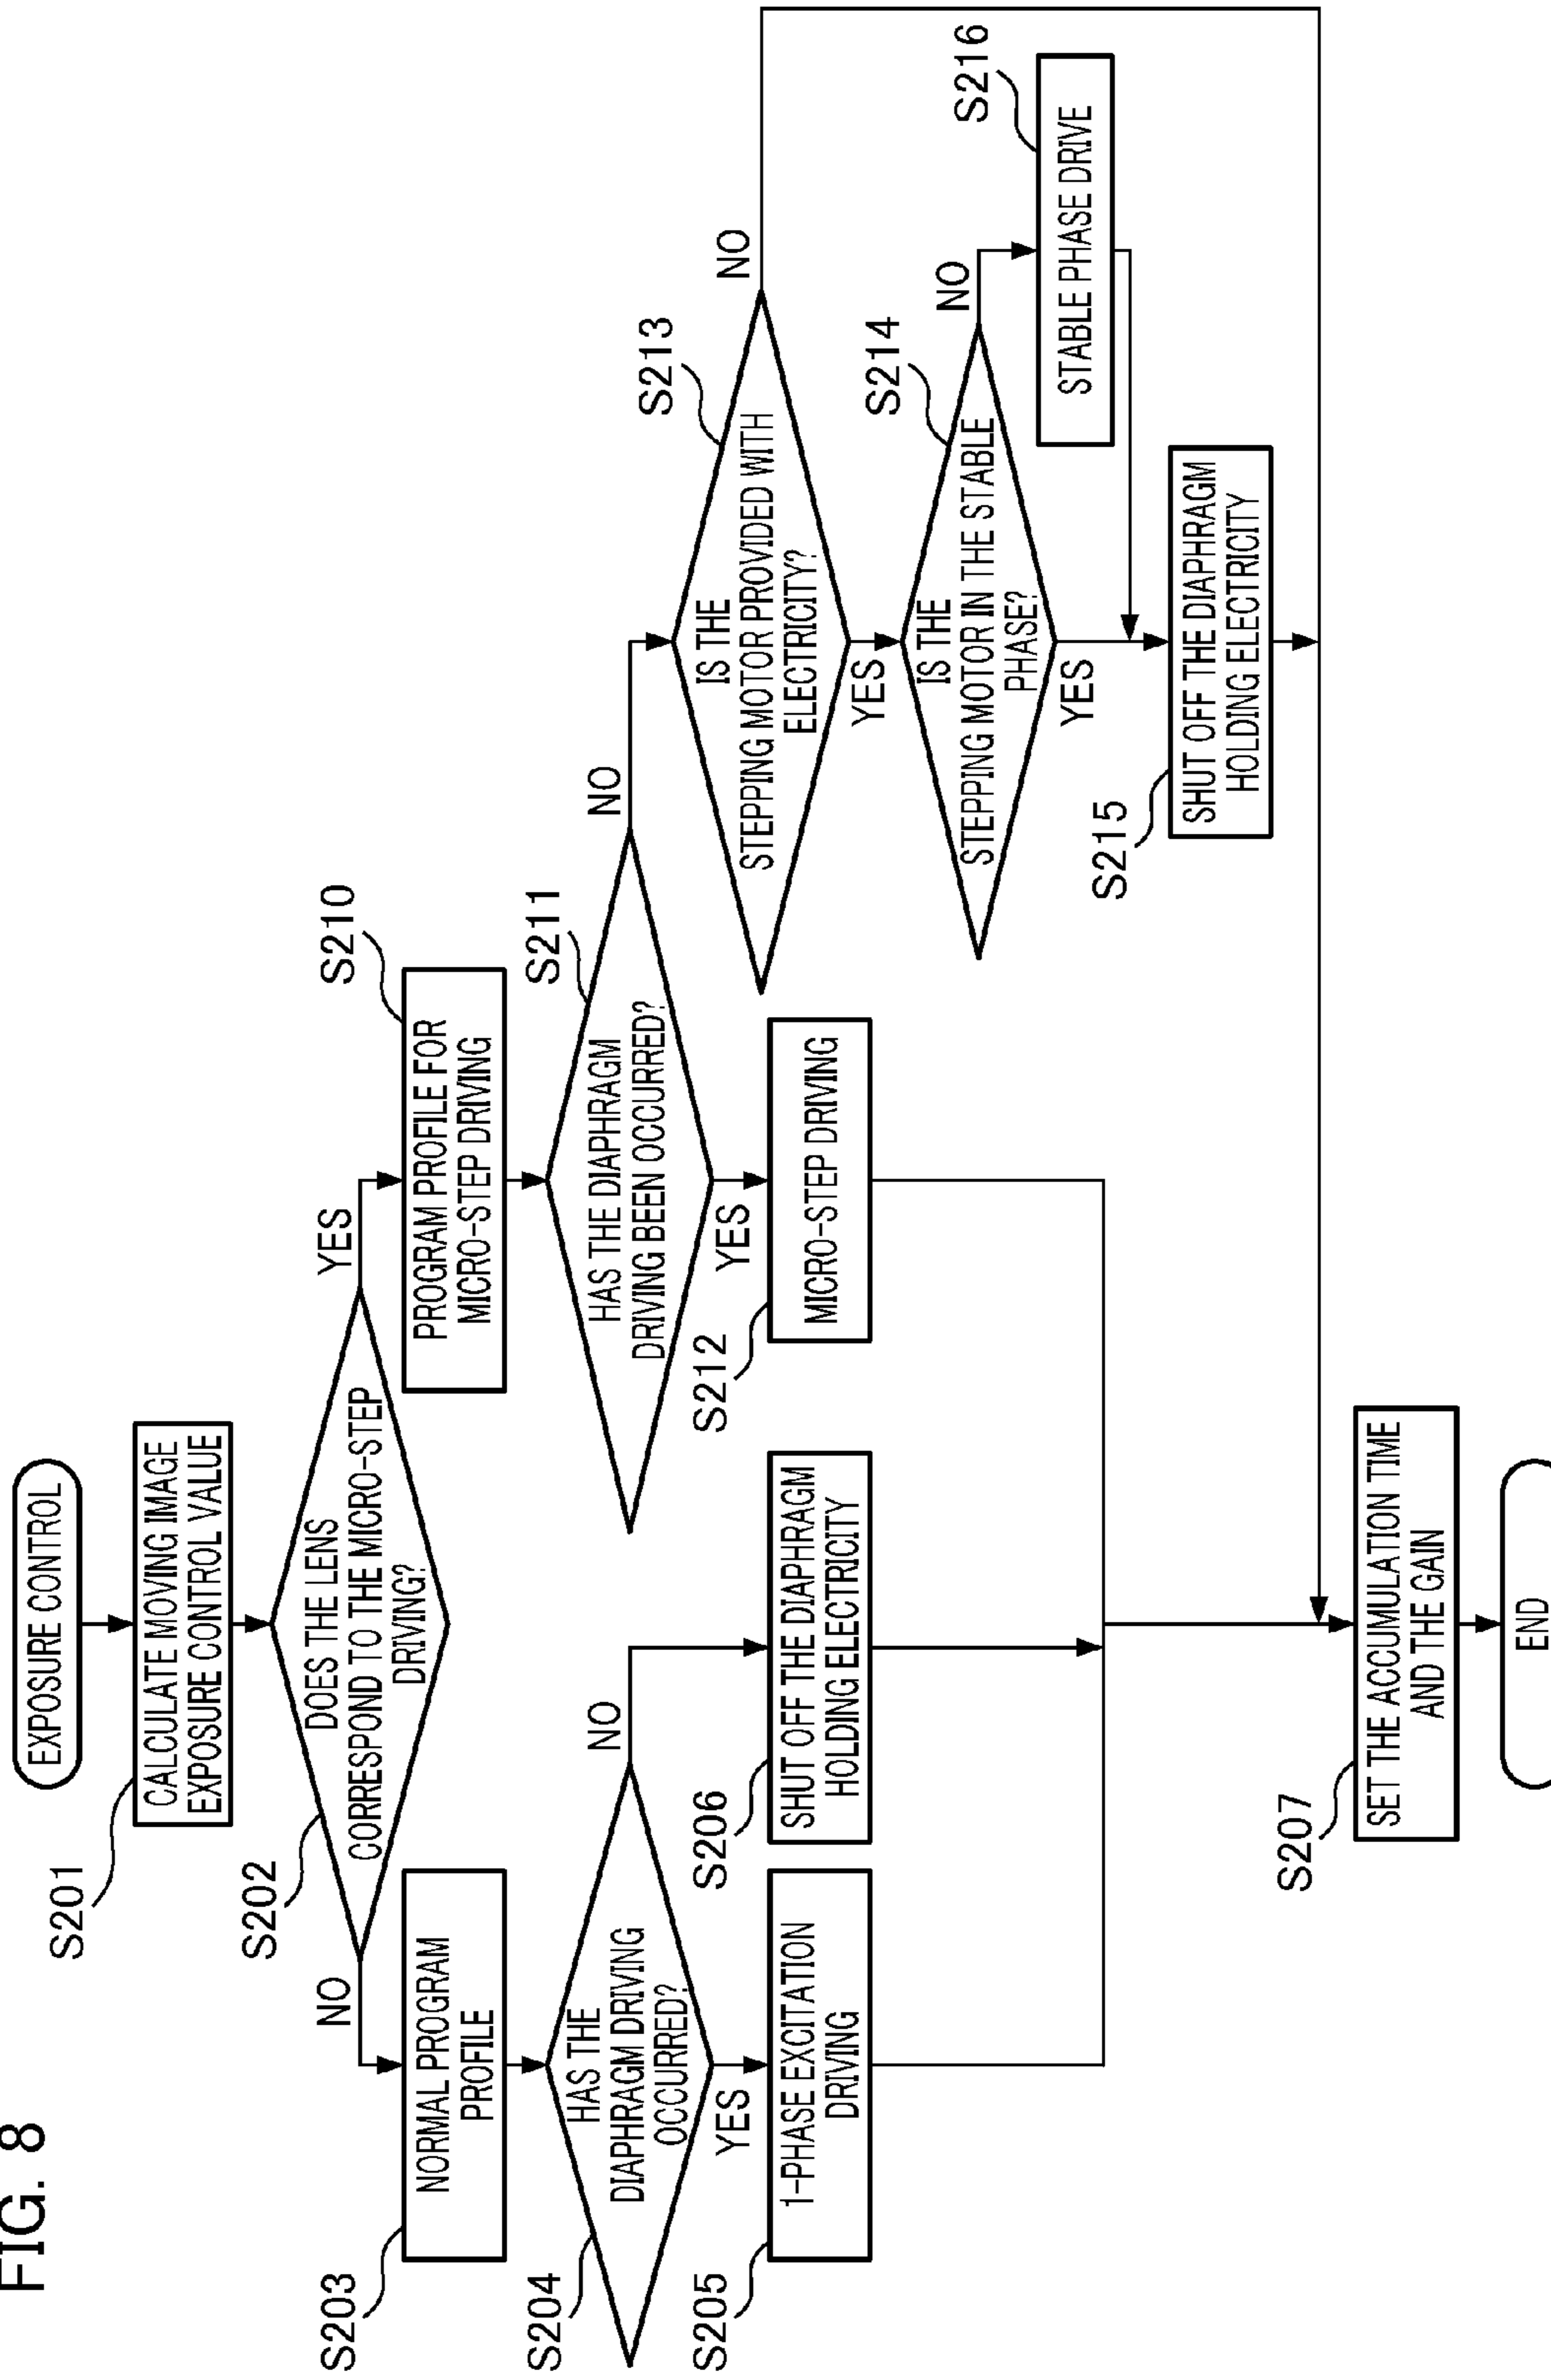 FIG. 8
EXPOSURE CONTROL
S201
CALCULATE MOVING IMAGE
EXPOSURE CONTROL VALUE
S202
DOES THE LENS
CORRESPOND TO THE MICRO-STEP
DRIVING?
NO
YES
S203
NORMAL PROGRAM
PROFILE
S210
PROGRAM PROFILE FOR
MICRO-STEP DRIVING
S204
HAS THE
DIAPHRAGM DRIVING
OCCURRED?
NO
YES
S211
HAS THE DIAPHRAGM
DRIVING BEEN OCCURRED?
NO
YES
S205
1-PHASE EXCITATION
DRIVING
S206
SHUT OFF THE DIAPHRAGM
HOLDING ELECTRICITY
S212
MICRO-STEP DRIVING
S213
IS THE
STEPPING MOTOR PROVIDED WITH
ELECTRICITY?
NO
YES
S214
IS THE
STEPPING MOTOR IN THE STABLE
PHASE?
NO
YES
S216
STABLE PHASE DRIVE
S215
SHUT OFF THE DIAPHRAGM
HOLDING ELECTRICITY
S207
SET THE ACCUMULATION TIME
AND THE GAIN
END